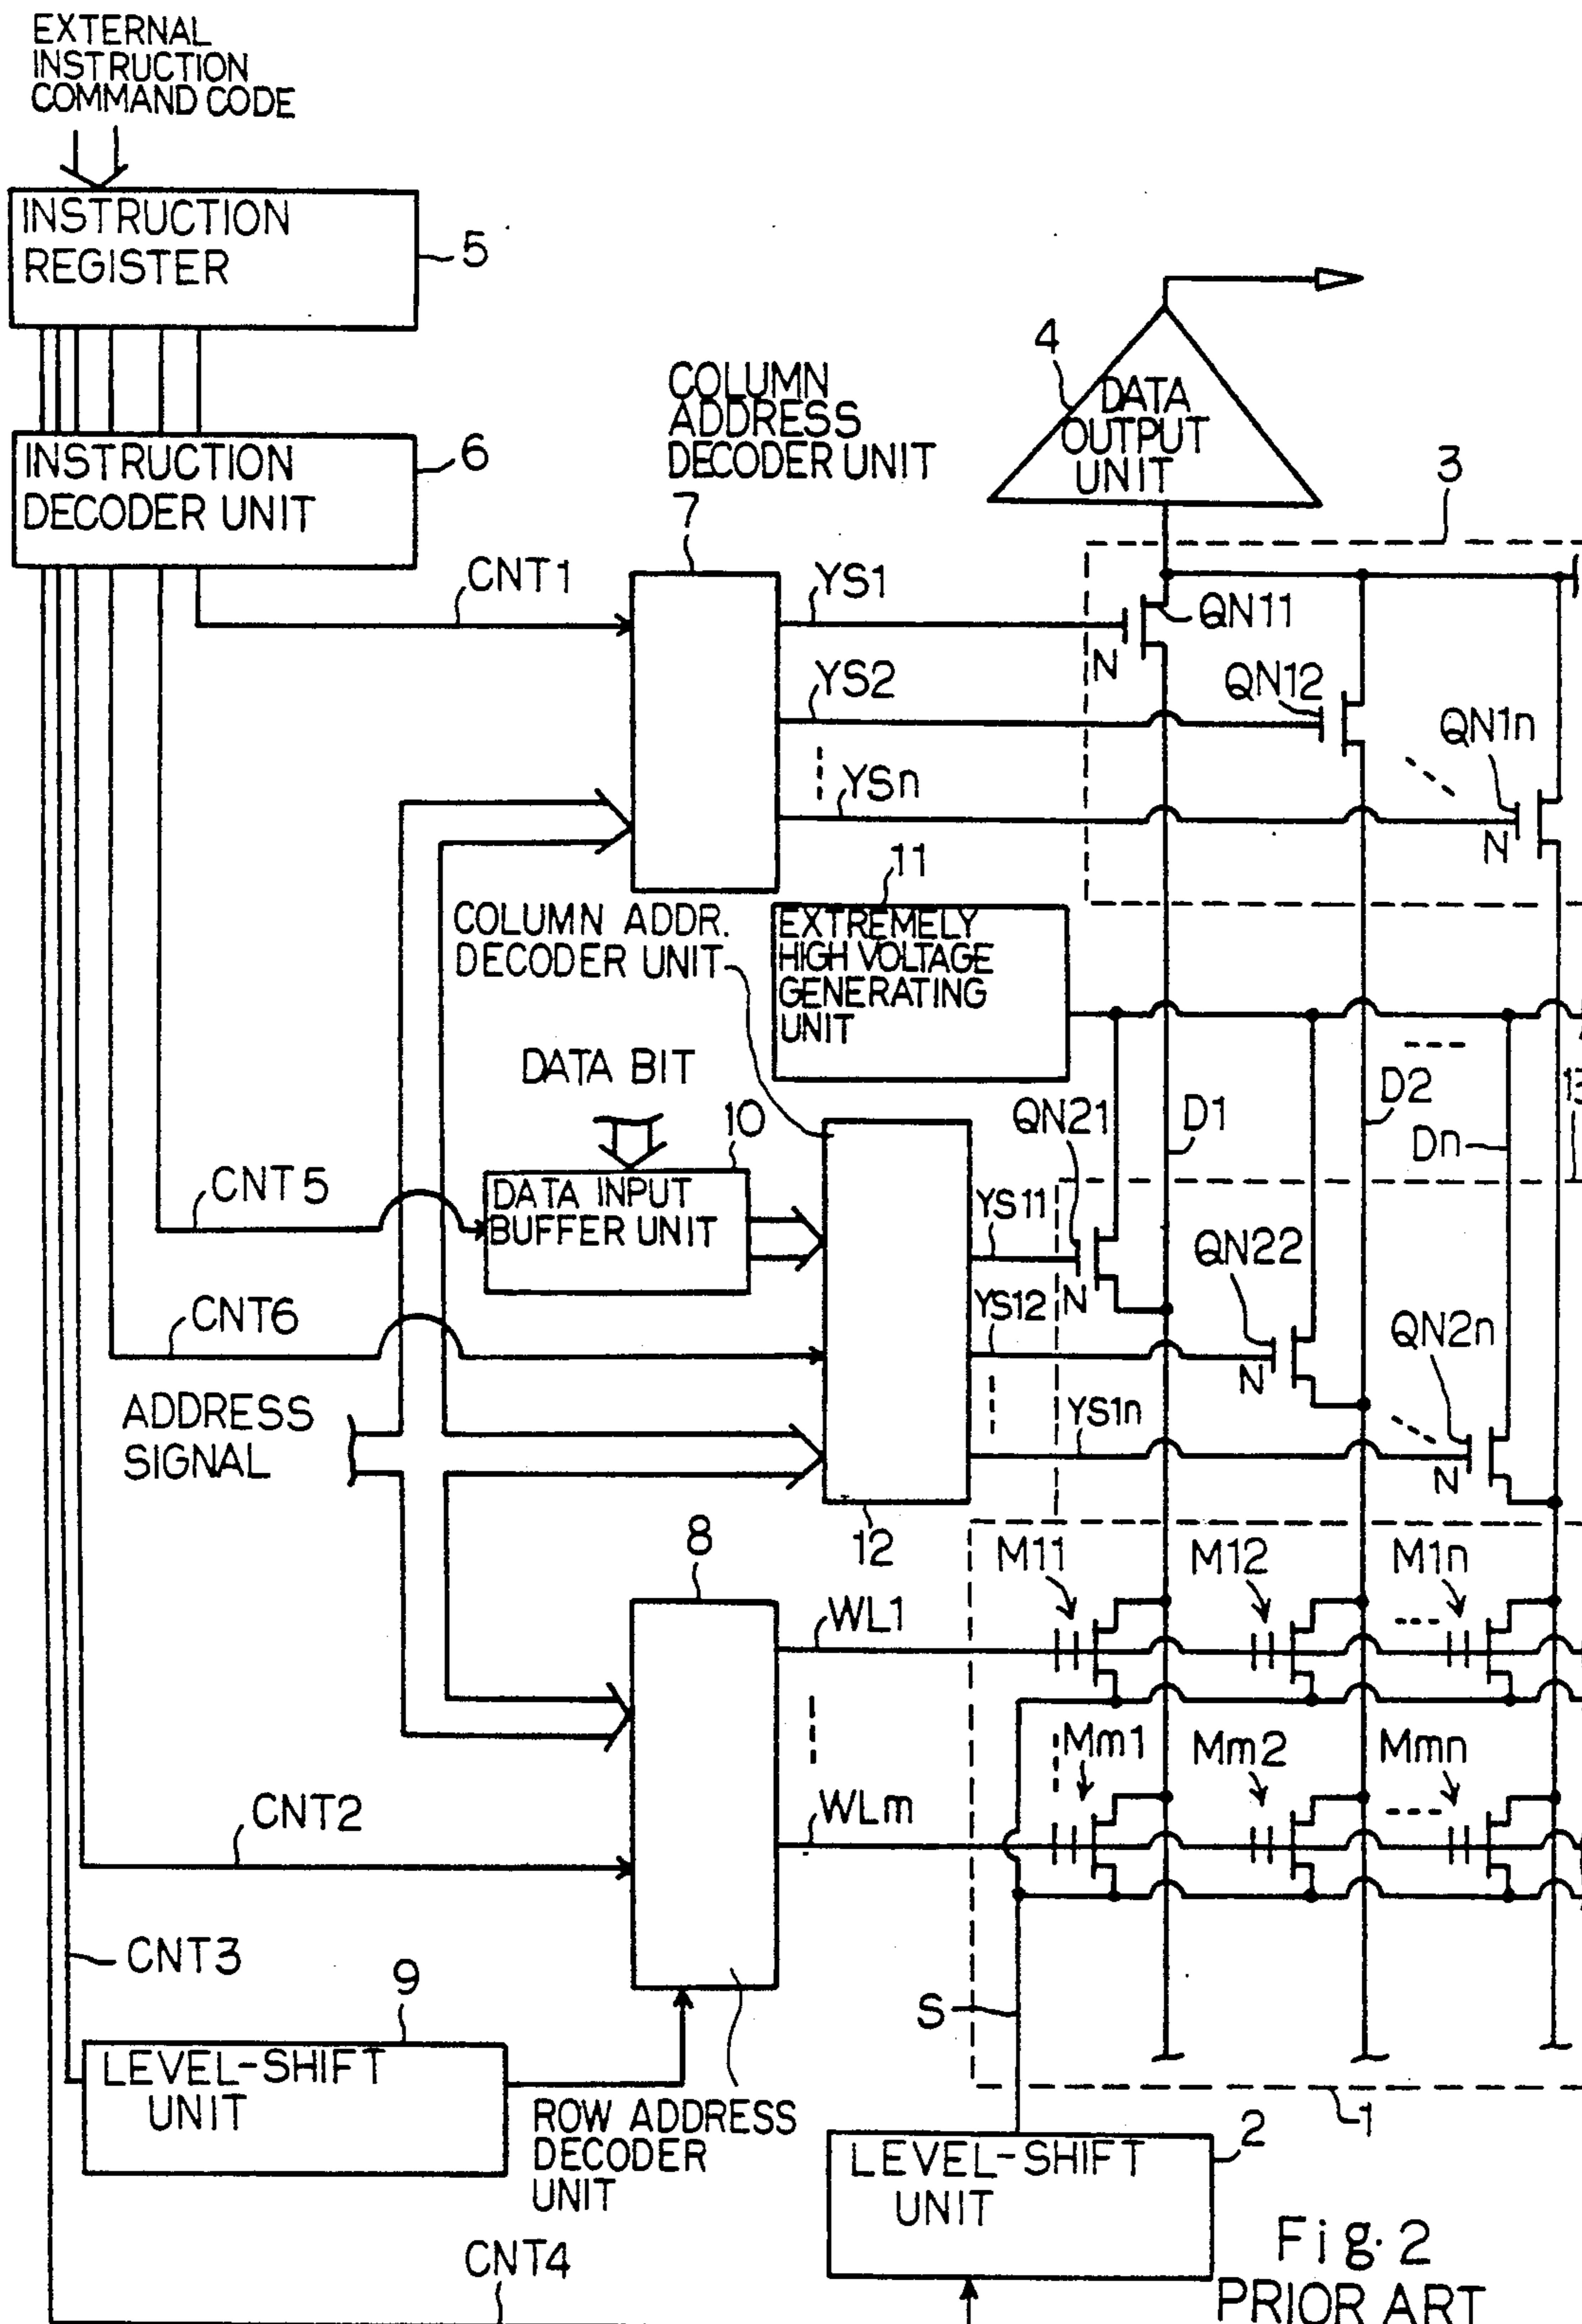 EXTERNAL
INSTRUCTION
COMMAND CODE
INSTRUCTION
REGISTER
5
INSTRUCTION
DECODER UNIT
6
COLUMN
ADDRESS
DECODER UNIT
7
4
DATA
OUTPUT
UNIT
3
CNT1
YS1
QN11
N
YS2
QN12
YSn
QN1n
N
11
COLUMN ADDR.
DECODER UNIT
EXTREMELY
HIGH VOLTAGE
GENERATING
UNIT
DATA BIT
10
QN21
D1
D2
Dn
13
CNT5
DATA INPUT
BUFFER UNIT
YS11
N
QN22
CNT6
YS12
N
QN2n
ADDRESS
SIGNAL
YS1n
N
12
8
M11
M12
M1n
WL1
Mm1
Mm2
Mmn
WLm
CNT2
CNT3
9
S
LEVEL-SHIFT
UNIT
ROW ADDRESS
DECODER
UNIT
1
2
LEVEL-SHIFT
UNIT
CNT4
Fig. 2
PRIOR ART